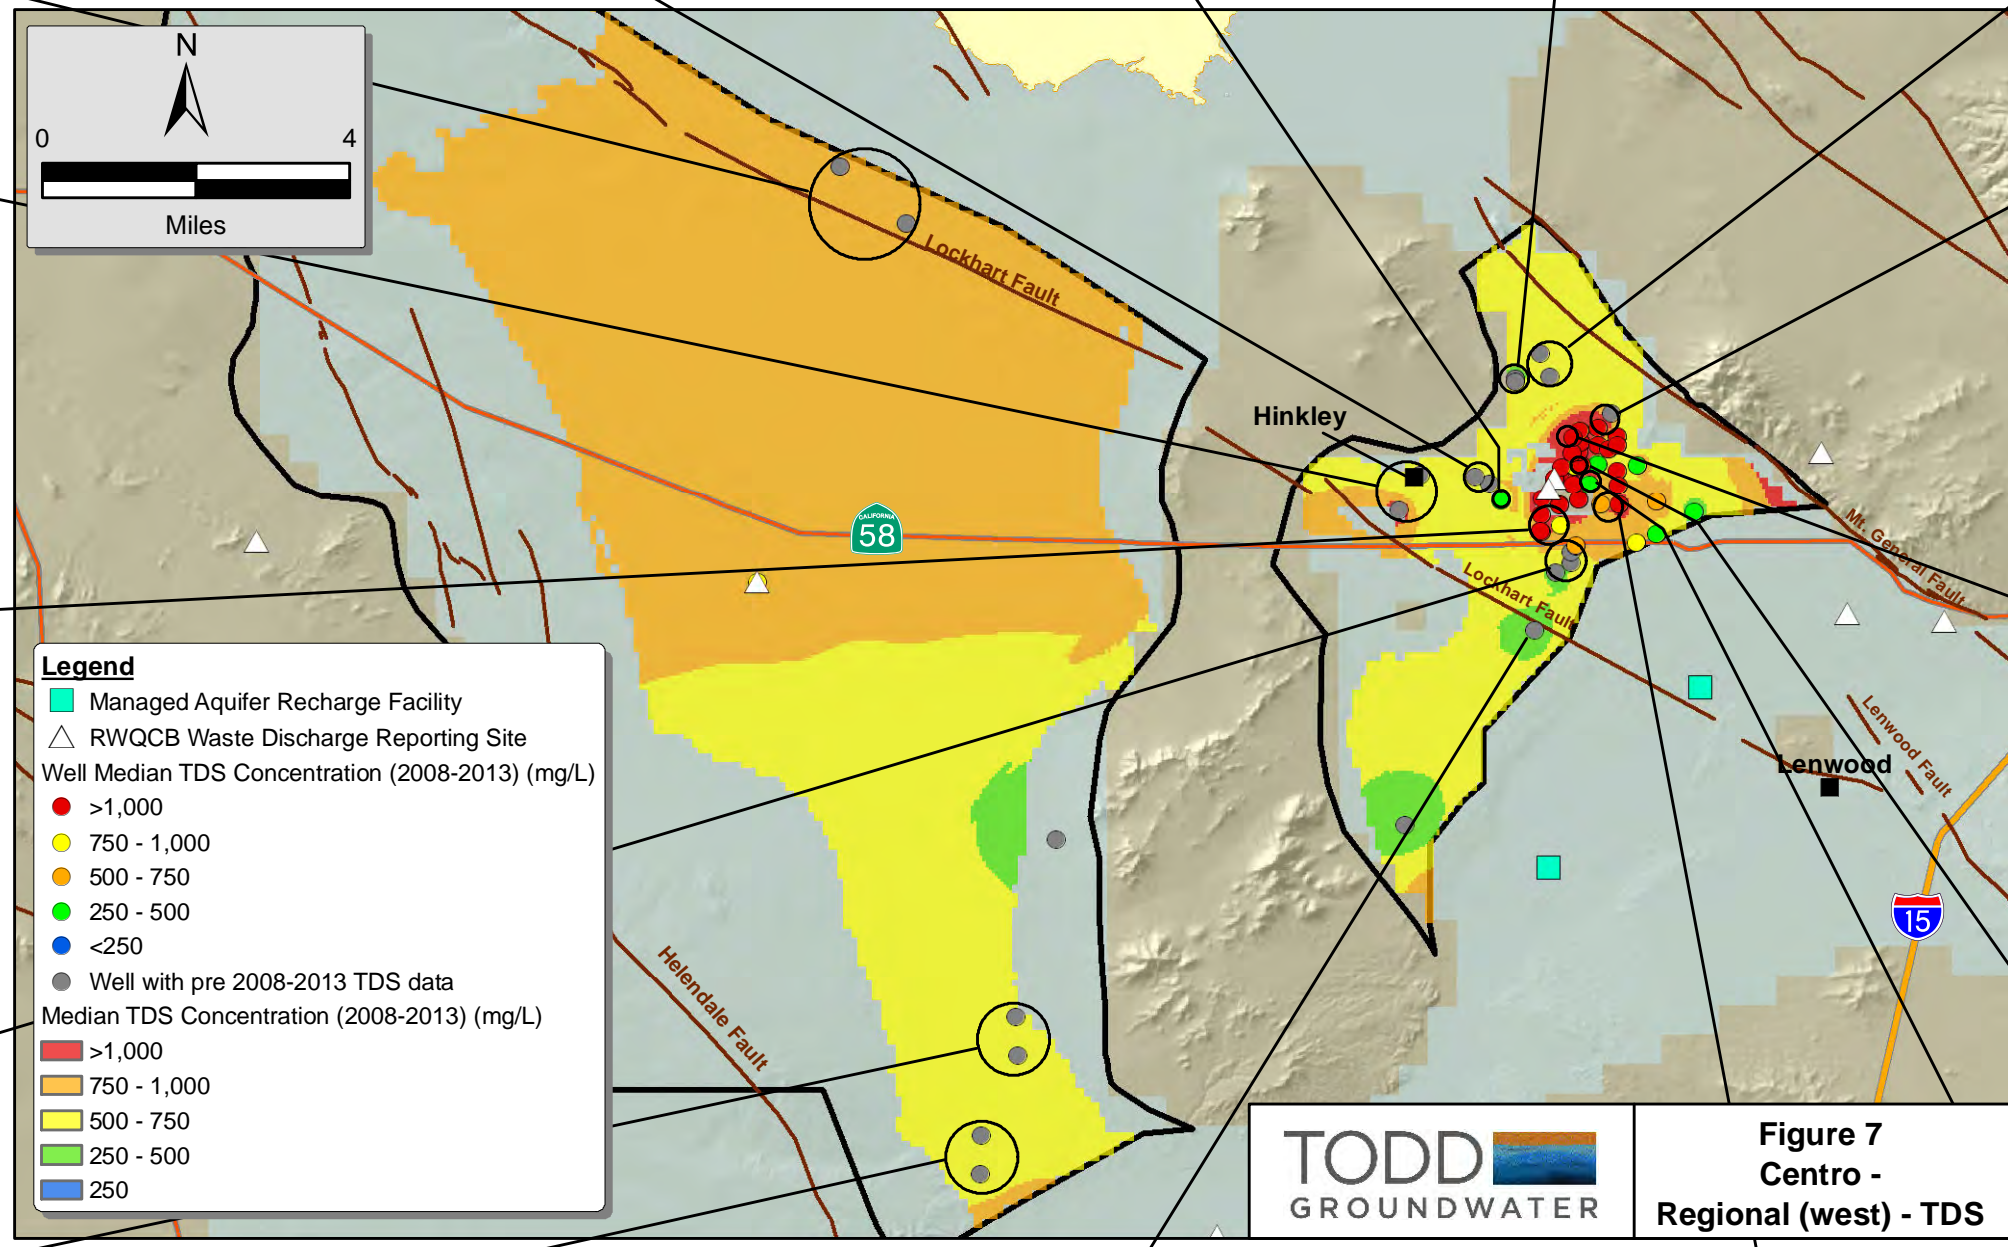 N
0 4
Miles
Lockhart Fault
Hinkley
CALIFORNIA
58
Mt. General Fault
Lockhart Fault
Lenwood Fault
Lenwood
15
Helendale Fault
Legend
Managed Aquifer Recharge Facility
RWQCB Waste Discharge Reporting Site
Well Median TDS Concentration (2008-2013) (mg/L)
>1,000
750 - 1,000
500 - 750
250 - 500
<250
Well with pre 2008-2013 TDS data
Median TDS Concentration (2008-2013) (mg/L)
>1,000
750 - 1,000
500 - 750
250 - 500
250
TODD
GROUNDWATER
Figure 7
Centro -
Regional (west) - TDS